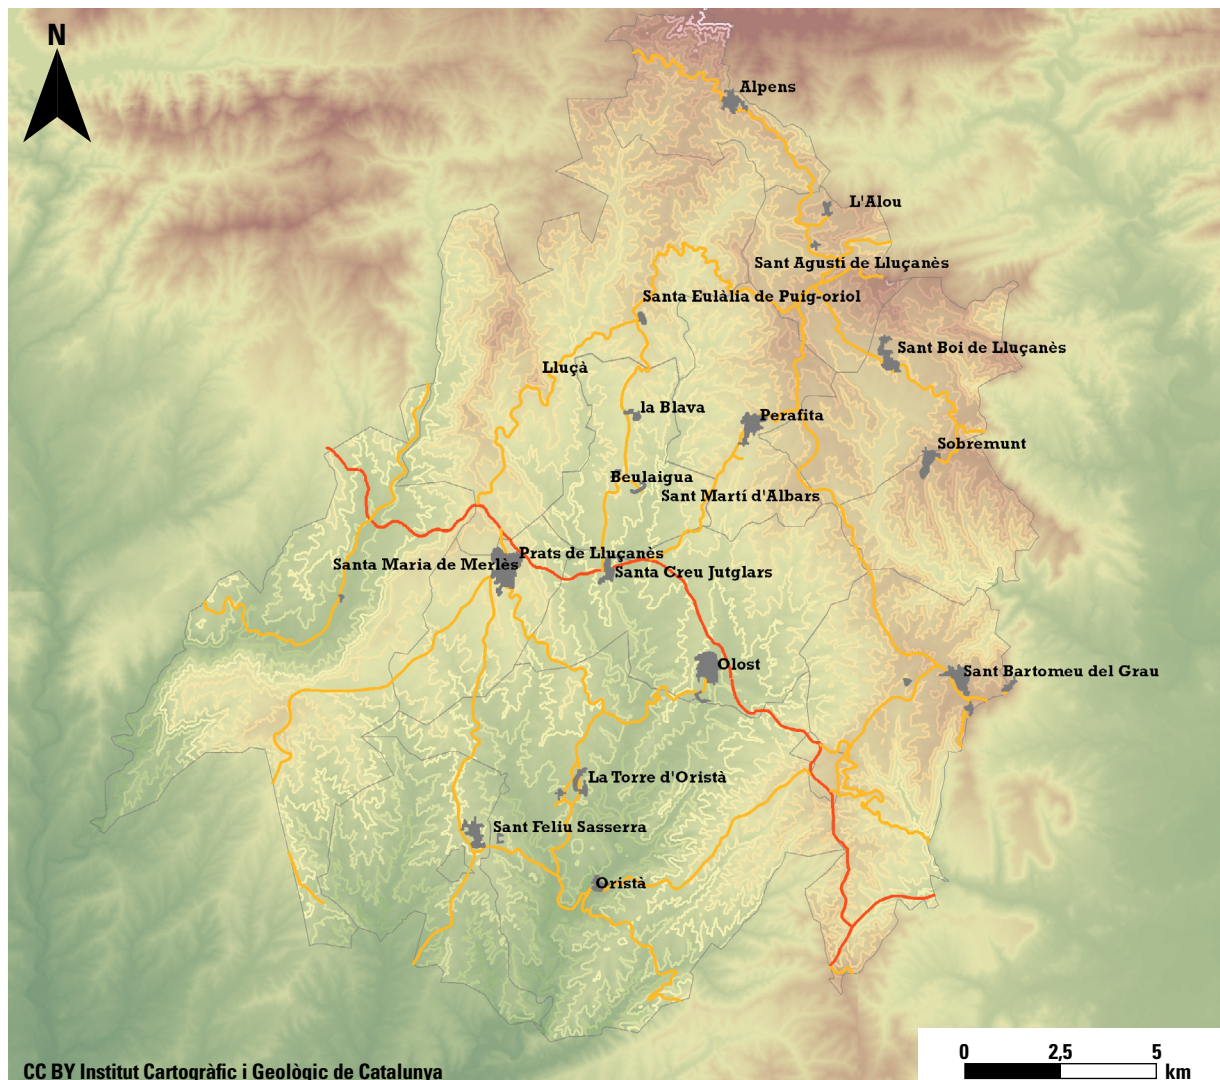 N
Alpens
L'Alou
Sant Agustí de Lluçanès
Santa Eulàlia de Puig-oriol
Sant Boi de Lluçanès
Lluçà
la Blava
Perafita
Sobremunt
Beulaigua
Sant Martí d'Albars
Prats de Lluçanès
Santa Maria de Merlès
Santa Creu Jutglars
Olost
Sant Bartomeu del Grau
La Torre d'Oristà
Sant Feliu Sasserra
Oristà
0 2,5 5
km
CC BY Institut Cartogràfic i Geològic de Catalunya